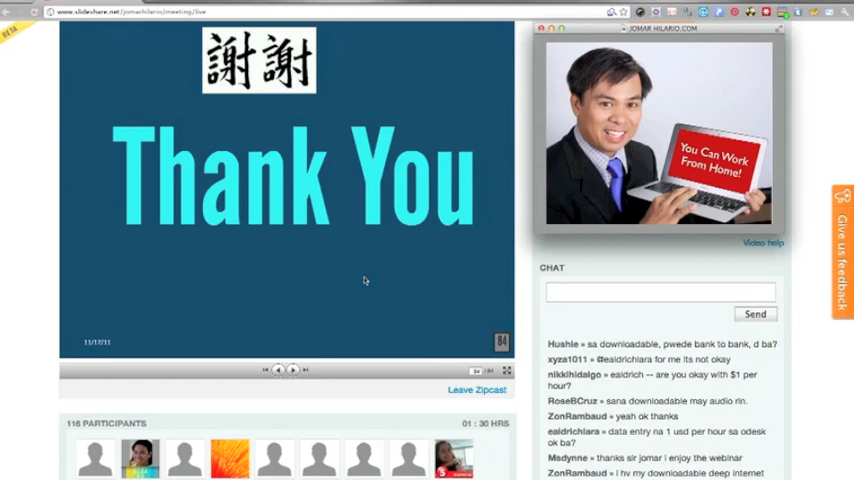 BETA
www.slideshare.net/jomarhilario/meeting/live
謝謝
Thank You
11/17/11
84
84 / 84
Leave Zipcast
116 PARTICIPANTS
01 : 30 HRS
JOMAR HILARIO.COM
You Can Work
From Home!
Video help
CHAT
Send
Hushie » sa downloadable, pwede bank to bank, d ba?
xyza1011 » @ealdrichlara for me its not okay
nikkihidalgo » ealdrich -- are you okay with $1 per
hour?
RoseBCruz » sana downloadable may audio rin.
ZonRambaud » yeah ok thanks
ealdrichlara » data entry na 1 usd per hour sa odesk
ok ba?
Msdynne » thanks sir jomar i enjoy the webinar
ZonRambaud » i hv my downloadable deep internet
Give us feedback